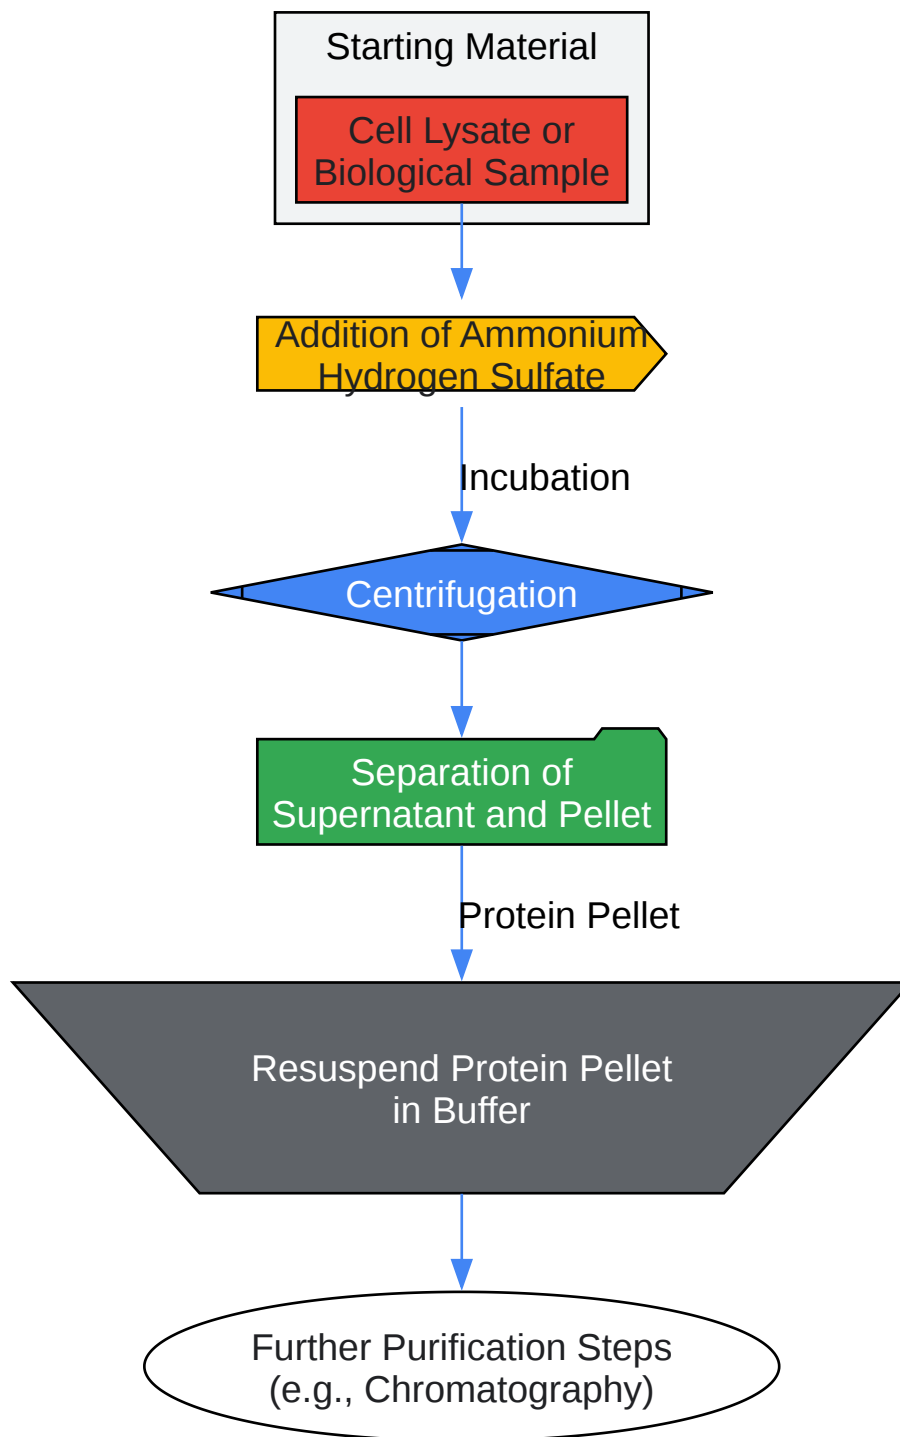 Starting Material
Cell Lysate or
Biological Sample
Addition of Ammonium
Hydrogen Sulfate
Incubation
Centrifugation
Separation of
Supernatant and Pellet
Protein Pellet
Resuspend Protein Pellet
in Buffer
Further Purification Steps
(e.g., Chromatography)